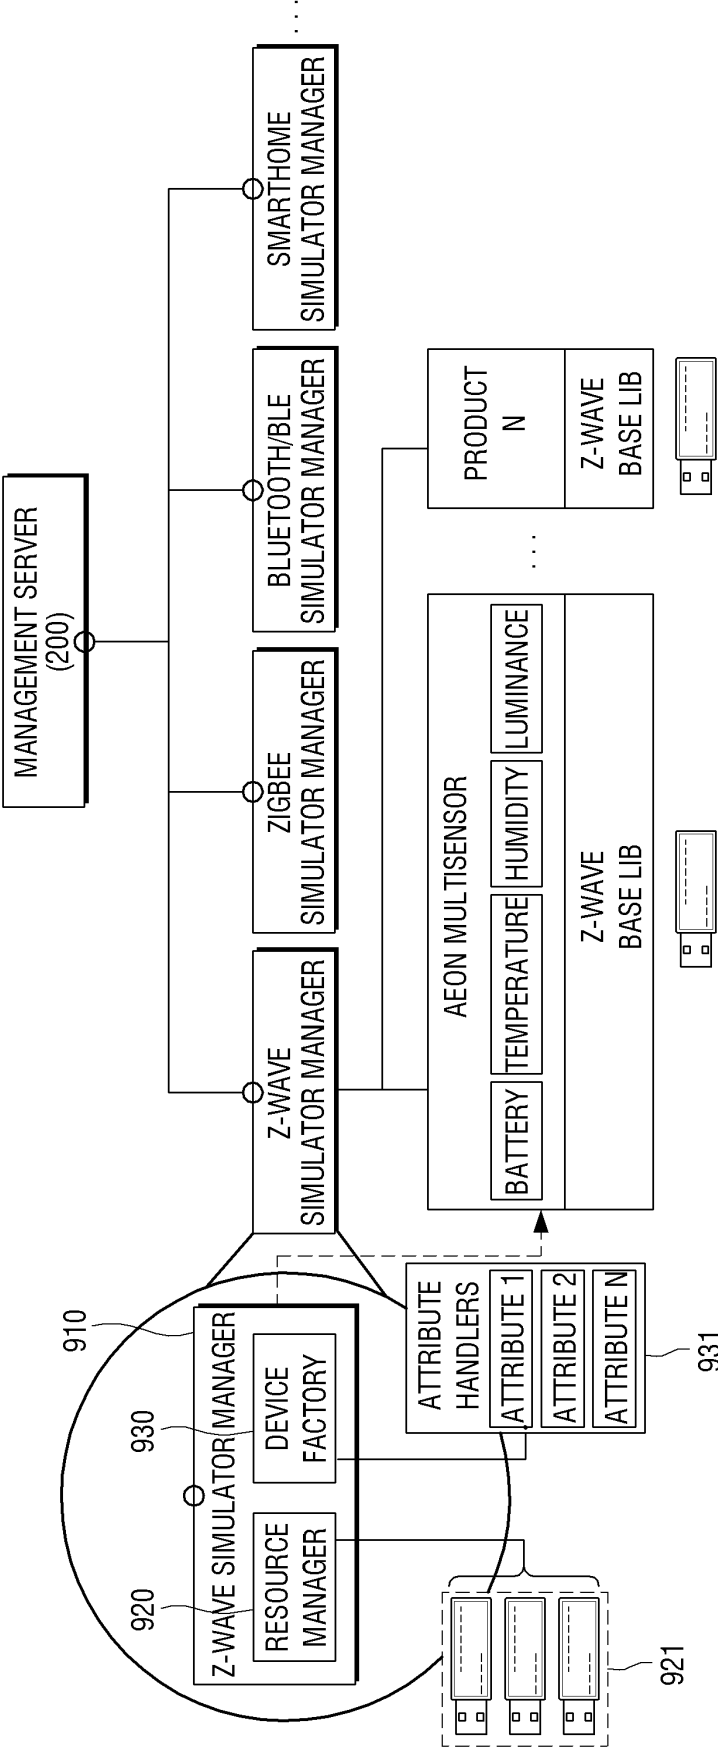 MANAGEMENT SERVER
(200)
Z-WAVE
SIMULATOR MANAGER
ZIGBEE
SIMULATOR MANAGER
BLUETOOTH/BLE
SIMULATOR MANAGER
SMARTHOME
SIMULATOR MANAGER
...
910
Z-WAVE SIMULATOR MANAGER
920
RESOURCE
MANAGER
930
DEVICE
FACTORY
ATTRIBUTE
HANDLERS
ATTRIBUTE 1
ATTRIBUTE 2
ATTRIBUTE N
931
921
AEON MULTISENSOR
BATTERY
TEMPERATURE
HUMIDITY
LUMINANCE
Z-WAVE
BASE LIB
...
PRODUCT
N
Z-WAVE
BASE LIB